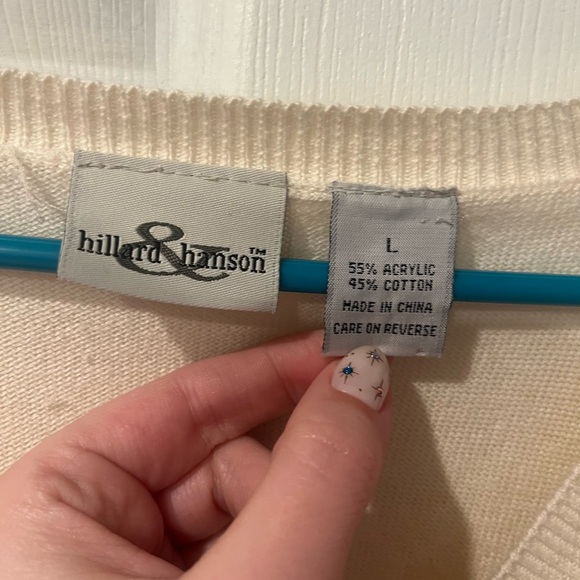 hillard & hanson™
L
55% ACRYLIC
45% COTTON
MADE IN CHINA
CARE ON REVERSE